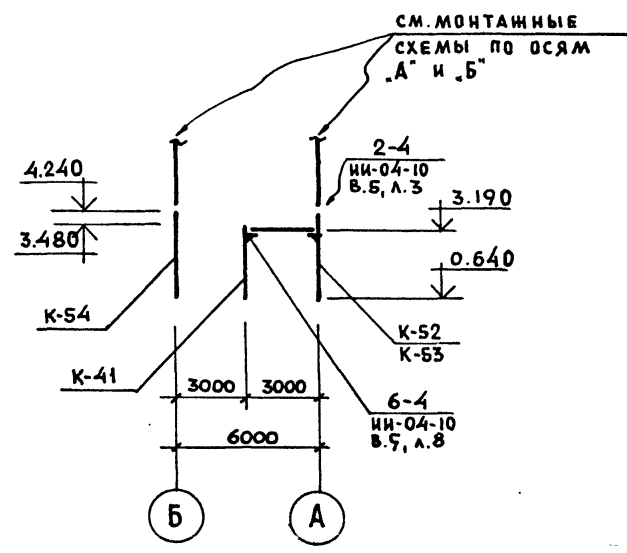 СМ. МОНТАЖНЫЕ
СХЕМЫ ПО ОСЯМ
„А" и „Б"
2-4
ИИ-04-10
В.5, Л.3
4.240
3.480
3.190
0.640
К-54
К-41
К-52
К-53
3000
3000
6-4
ИИ-04-10
В.5, Л.8
6000
Б
А